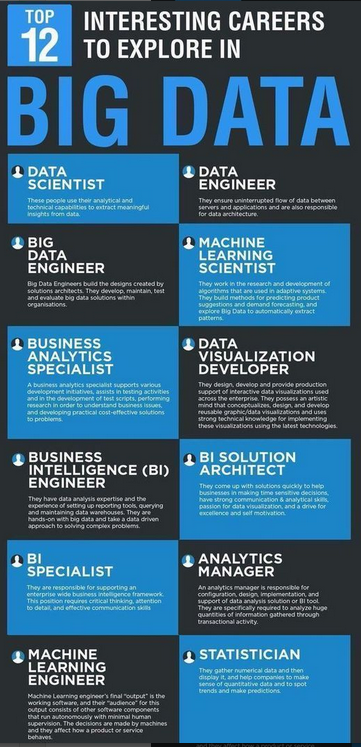 TOP
12
INTERESTING CAREERS
TO EXPLORE IN
BIG DATA
DATA
SCIENTIST
These people use their analytical and
technical capabilities to extract meaningful
insights from data.
DATA
ENGINEER
They ensure uninterrupted flow of data between
servers and applications and are also responsible
for data architecture.
BIG
DATA
ENGINEER
Big Data Engineers build the designs created by
solutions architects. They develop, maintain, test
and evaluate big data solutions within
organisations.
MACHINE
LEARNING
SCIENTIST
They work in the research and development of
algorithms that are used in adaptive systems.
They build methods for predicting product
suggestions and demand forecasting, and
explore Big Data to automatically extract
patterns.
BUSINESS
ANALYTICS
SPECIALIST
A business analytics specialist supports various
development initiatives, assists in testing activities
and in the development of test scripts, performing
research in order to understand business issues,
and developing practical cost-effective solutions
to problems.
DATA
VISUALIZATION
DEVELOPER
They design, develop and provide production
support of interactive data visualizations used
across the enterprise. They possess an artistic
mind that conceptualizes, design, and develop
reusable graphic/data visualizations and uses
strong technical knowledge for implementing
these visualizations using the latest technologies.
BUSINESS
INTELLIGENCE (BI)
ENGINEER
They have data analysis expertise and the
experience of setting up reporting tools, querying
and maintaining data warehouses. They are
hands-on with big data and take a data driven
approach to solving complex problems.
BI SOLUTION
ARCHITECT
They come up with solutions quickly to help
businesses in making time sensitive decisions,
have strong communication & analytical skills,
passion for data visualization, and a drive for
excellence and self motivation.
BI
SPECIALIST
They are responsible for supporting an
enterprise wide business intelligence framework.
This position requires critical thinking, attention
to detail, and effective communication skills
ANALYTICS
MANAGER
An analytics manager is responsible for
configuration, design, implementation, and
support of data analysis solution or BI tool.
They are specifically required to analyze huge
quantities of information gathered through
transactional activity.
MACHINE
LEARNING
ENGINEER
Machine Learning engineer's final "output" is the
working software, and their "audience" for this
output consists of other software components
that run autonomously with minimal human
supervision. The decisions are made by machines
and they affect how a product or service
behaves.
STATISTICIAN
They gather numerical data and then
display it, and help companies to make
sense of quantitative data and to spot
trends and make predictions.